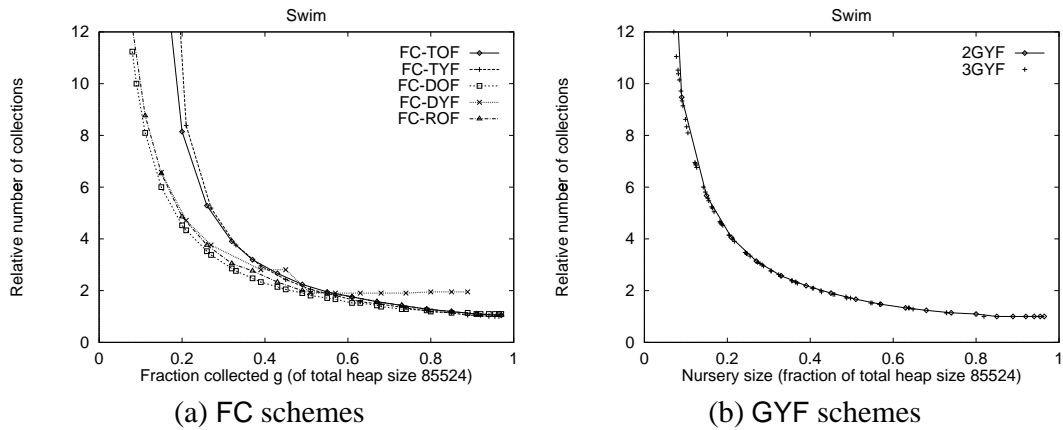 Swim
Relative number of collections
12
10
8
6
4
2
0
FC-TOF
FC-TYF
FC-DOF
FC-DYF
FC-ROF
0 0.2 0.4 0.6 0.8 1
Fraction collected g (of total heap size 85524)
(a) FC schemes
Swim
Relative number of collections
12
10
8
6
4
2
0
2GYF
3GYF
0 0.2 0.4 0.6 0.8 1
Nursery size (fraction of total heap size 85524)
(b) GYF schemes